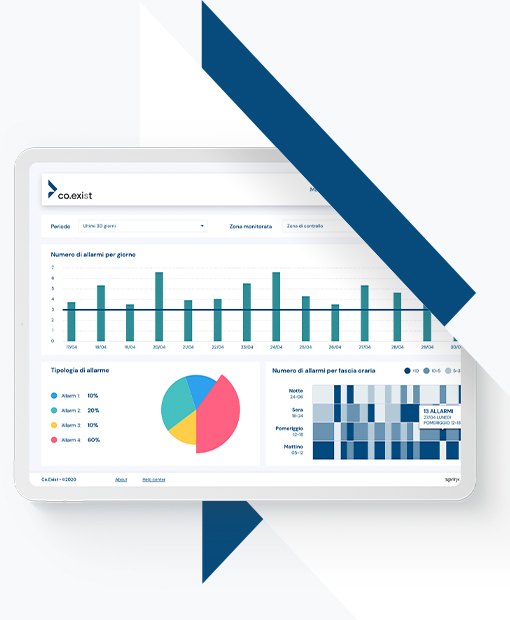 co.exist
Periodo
Ultimi 30 giorni
Zona monitorata
Zona di controllo
Numero di allarmi per giorno
7
6
5
4
3
2
1
0
17/04 18/04 19/04 20/04 21/04 22/04 23/04 24/04 25/04 26/04 27/04 28/04 29/04
Tipologia di allarme
Allarm 1: 10%
Allarm 2: 20%
Allarm 3: 10%
Allarm 4: 60%
Numero di allarmi per fascia oraria
>10
10-5
Notte
24-06
Sera
18-24
Pomeriggio
12-18
Mattino
06-12
13 ALLARMI
27/04 LUNEDÌ
POMERIGGIO 12-18
Co.Exist - ©2020
About
Help center